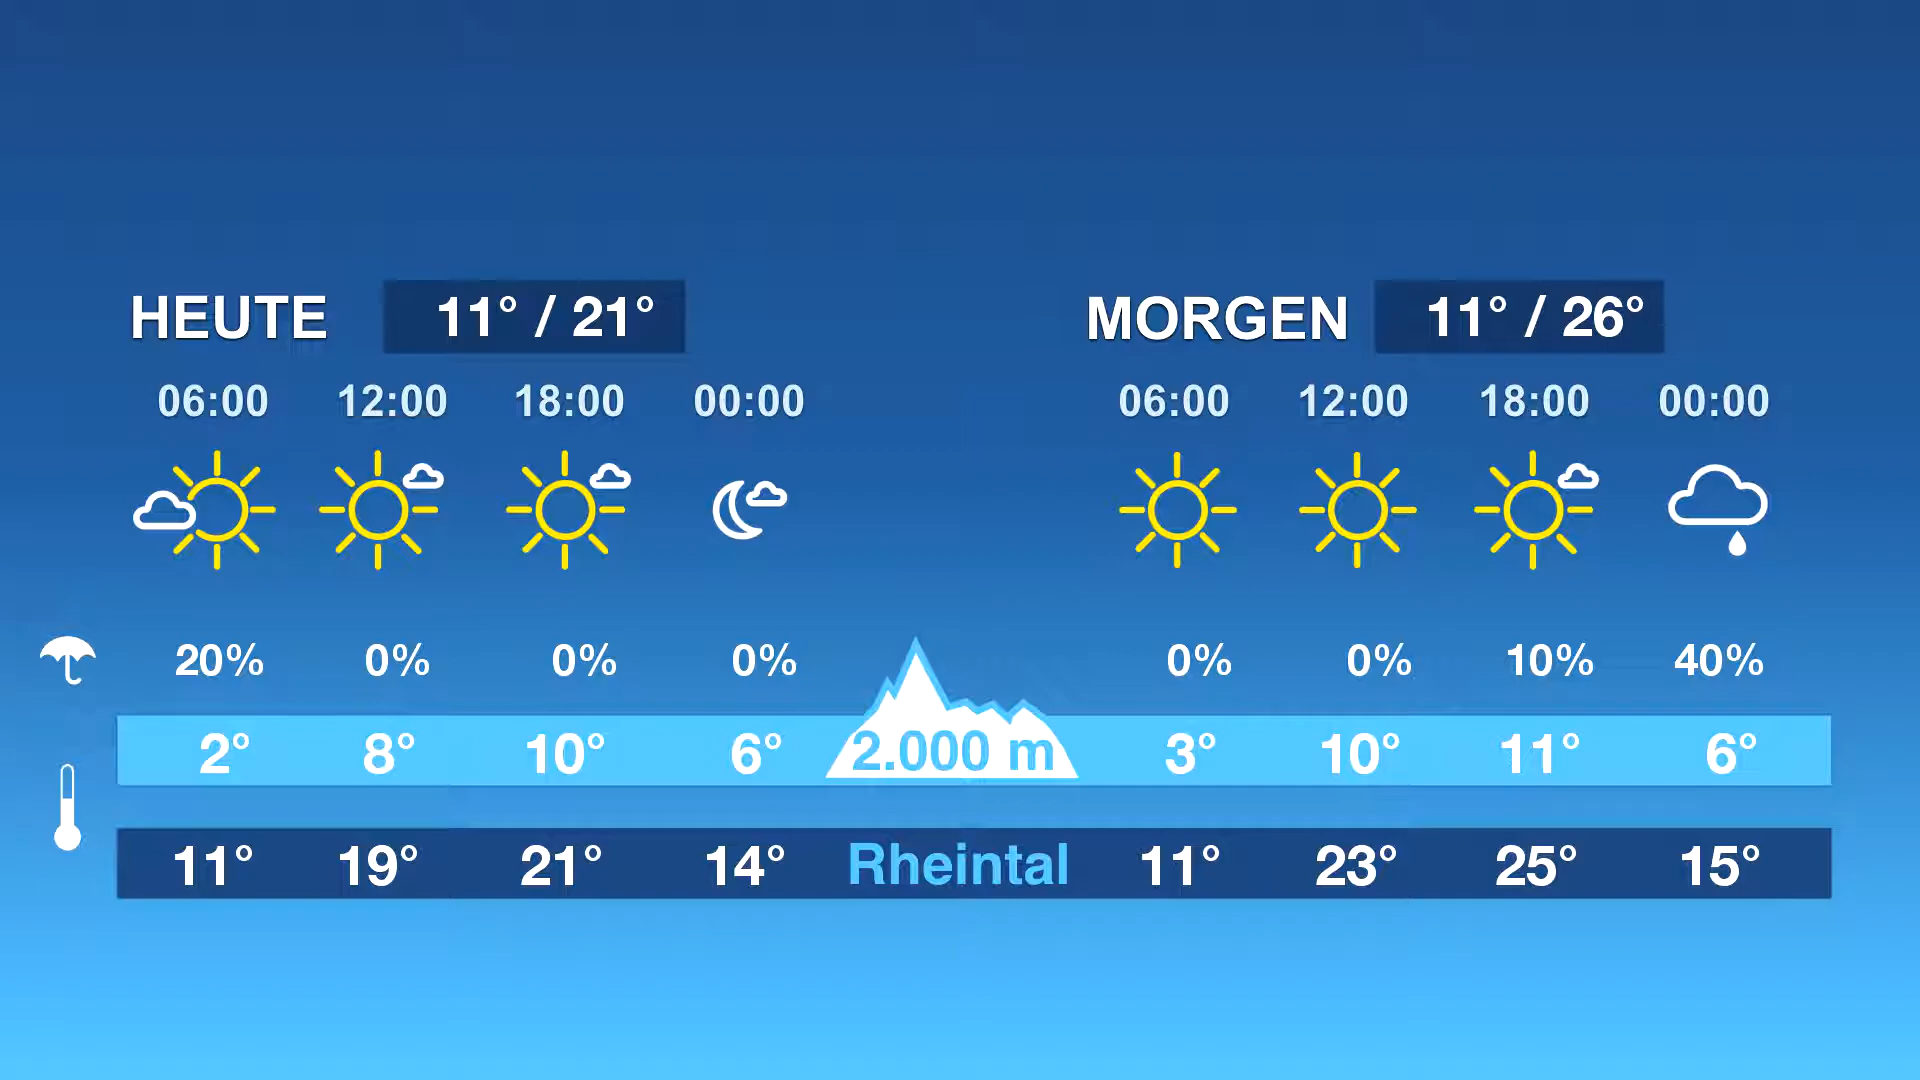 HEUTE 11° / 21°
06:00 12:00 18:00 00:00
20% 0% 0% 0%
2° 8° 10° 6°
11° 19° 21° 14°
2.000 m
Rheintal
MORGEN 11° / 26°
06:00 12:00 18:00 00:00
0% 0% 10% 40%
3° 10° 11° 6°
11° 23° 25° 15°